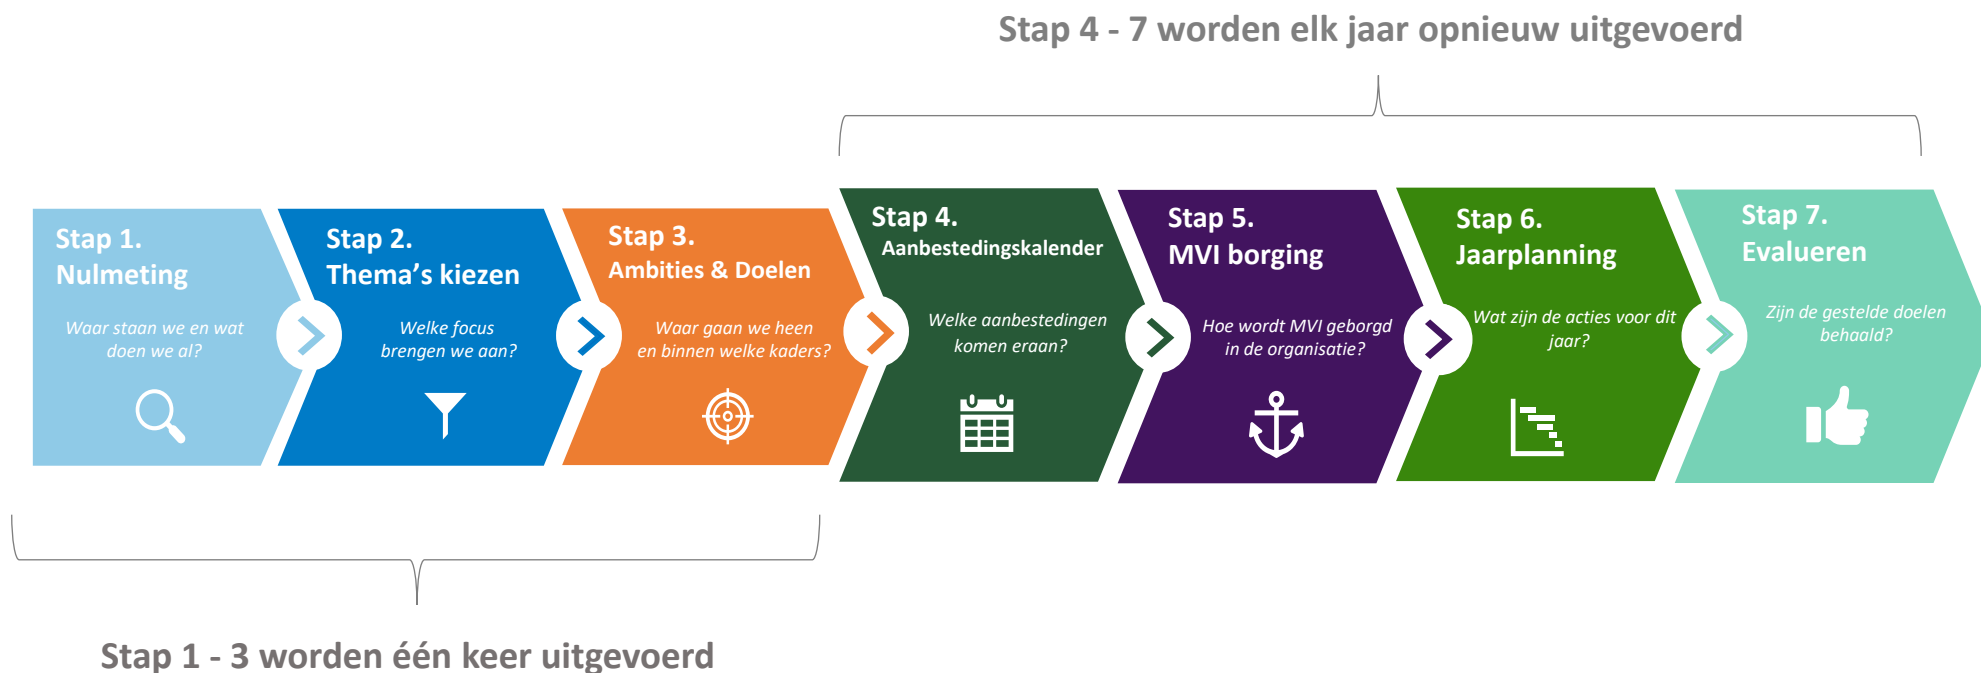 Stap 4 - 7 worden elk jaar opnieuw uitgevoerd
Stap 1.
Nulmeting
Waar staan we en wat
doen we al?
Stap 2.
Thema's kiezen
Welke focus
brengen we aan?
Stap 3.
Ambities & Doelen
Waar gaan we heen
en binnen welke kaders?
Stap 4.
Aanbestedingskalender
Welke aanbestedingen
komen eraan?
Stap 5.
MVI borging
Hoe wordt MVI geborgd
in de organisatie?
Stap 6.
Jaarplanning
Wat zijn de acties voor dit
jaar?
Stap 7.
Evalueren
Zijn de gestelde doelen
behaald?
Stap 1 - 3 worden één keer uitgevoerd